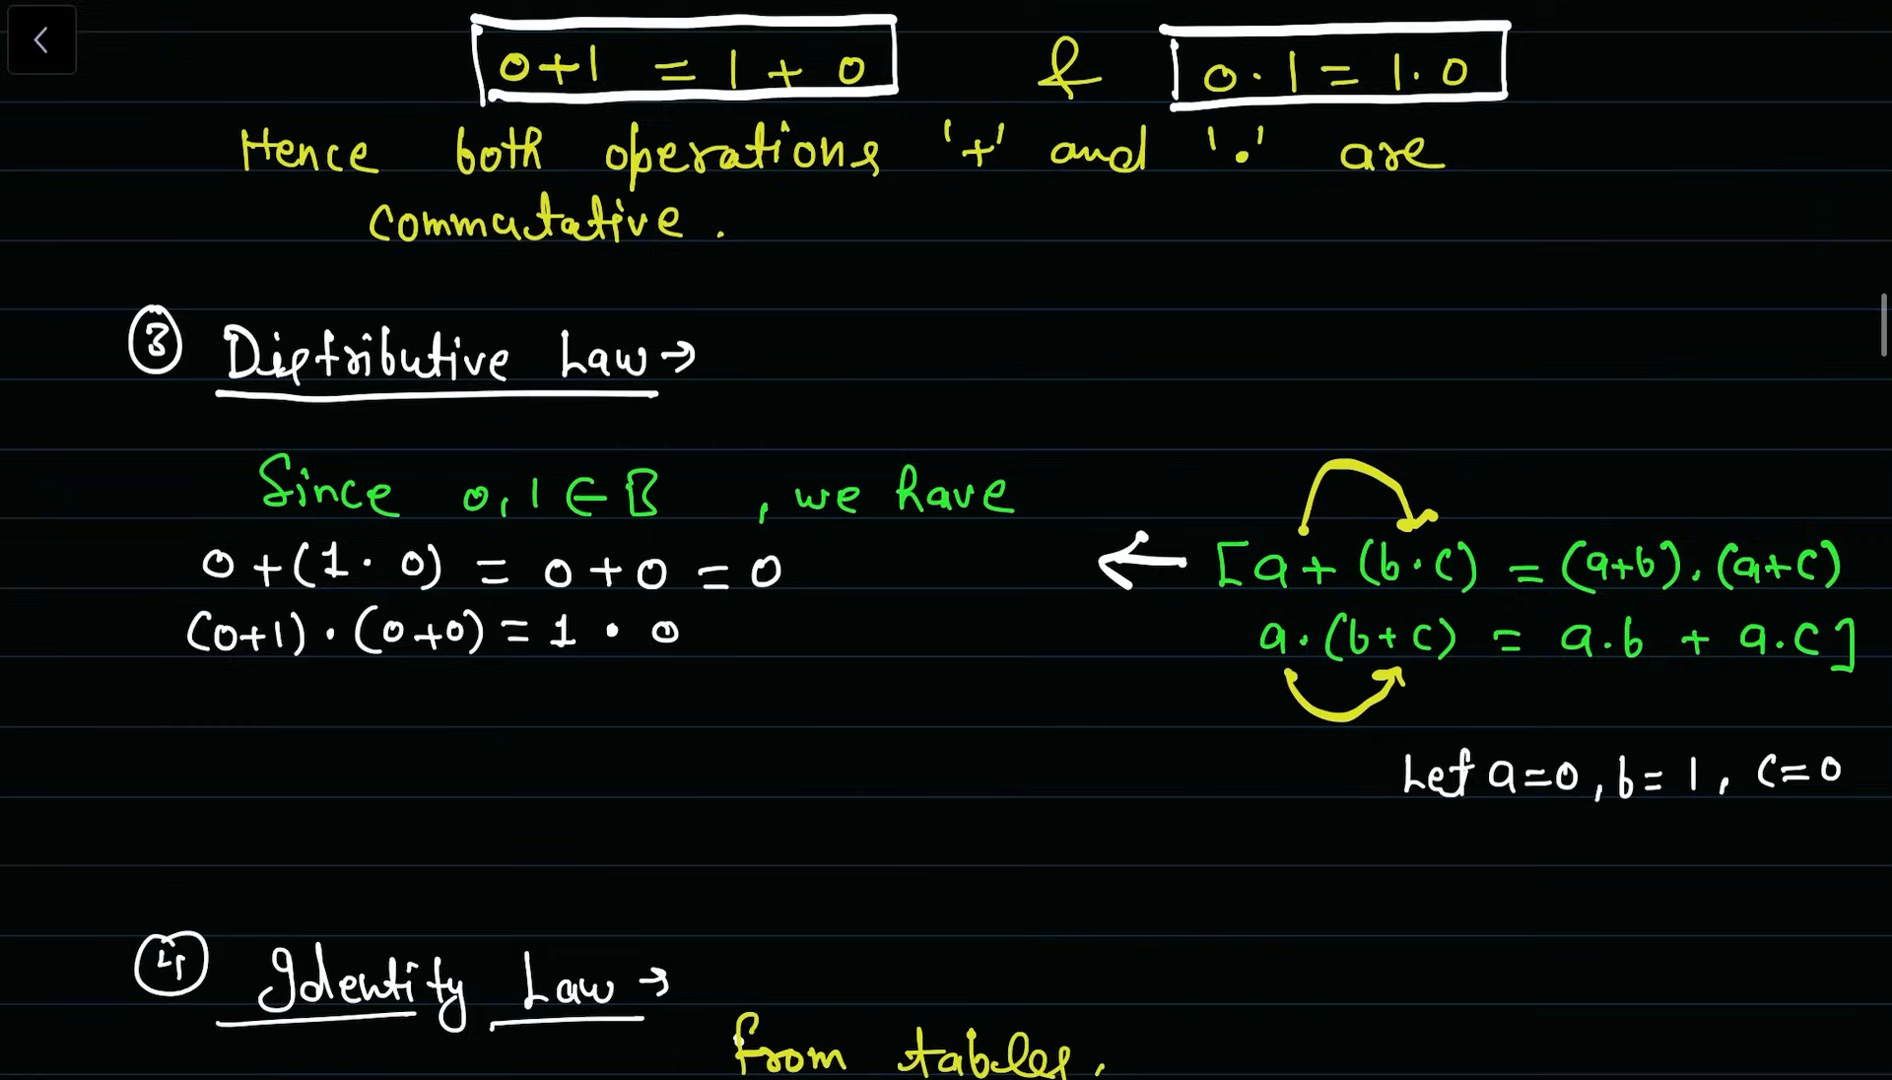 0+1 = 1 + 0 & 0 . 1 = 1 . 0
Hence both operations '+' and '.' are
commutative .
③ Distributive Law →
Since 0, 1 ∈ B , we have
0 + (1 . 0) = 0 + 0 = 0 ← [a + (b . c) = (a+b) . (a+c)
(0+1) . (0+0) = 1 . 0 a . (b+c) = a . b + a . c]
Let a=0 , b= 1 , c=0
④ Identity Law →
from tables ,